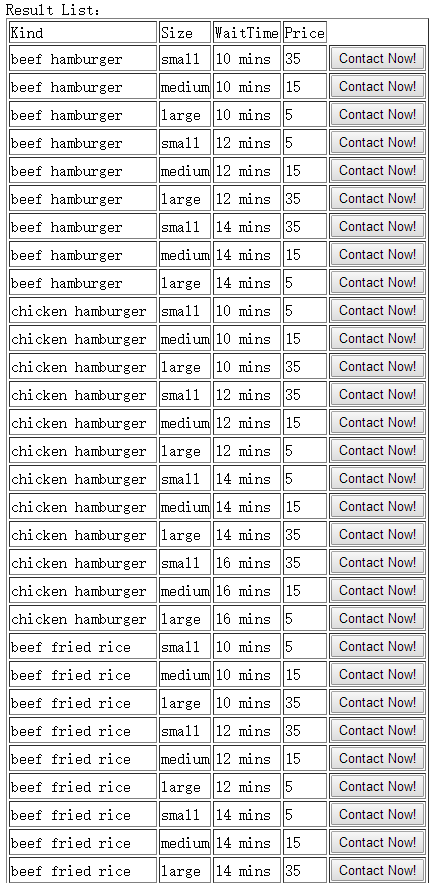 Result List:
Kind Size WaitTime Price
beef hamburger small 10 mins 35 Contact Now!
beef hamburger medium 10 mins 15 Contact Now!
beef hamburger large 10 mins 5 Contact Now!
beef hamburger small 12 mins 5 Contact Now!
beef hamburger medium 12 mins 15 Contact Now!
beef hamburger large 12 mins 35 Contact Now!
beef hamburger small 14 mins 35 Contact Now!
beef hamburger medium 14 mins 15 Contact Now!
beef hamburger large 14 mins 5 Contact Now!
chicken hamburger small 10 mins 5 Contact Now!
chicken hamburger medium 10 mins 15 Contact Now!
chicken hamburger large 10 mins 35 Contact Now!
chicken hamburger small 12 mins 35 Contact Now!
chicken hamburger medium 12 mins 15 Contact Now!
chicken hamburger large 12 mins 5 Contact Now!
chicken hamburger small 14 mins 5 Contact Now!
chicken hamburger medium 14 mins 15 Contact Now!
chicken hamburger large 14 mins 35 Contact Now!
chicken hamburger small 16 mins 35 Contact Now!
chicken hamburger medium 16 mins 15 Contact Now!
chicken hamburger large 16 mins 5 Contact Now!
beef fried rice small 10 mins 5 Contact Now!
beef fried rice medium 10 mins 15 Contact Now!
beef fried rice large 10 mins 35 Contact Now!
beef fried rice small 12 mins 35 Contact Now!
beef fried rice medium 12 mins 15 Contact Now!
beef fried rice large 12 mins 5 Contact Now!
beef fried rice small 14 mins 5 Contact Now!
beef fried rice medium 14 mins 15 Contact Now!
beef fried rice large 14 mins 35 Contact Now!